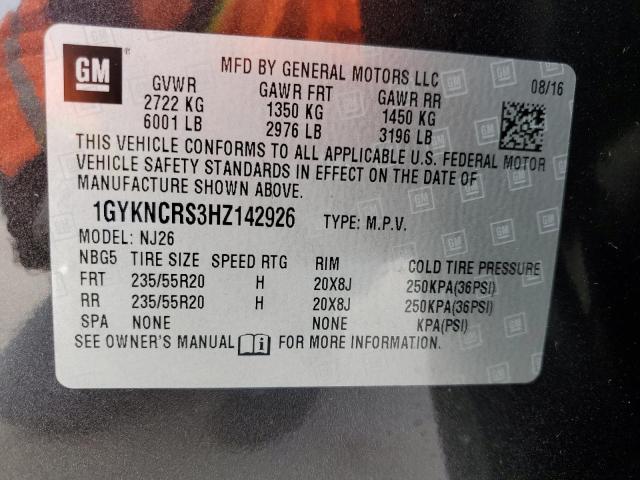 GM ®
MFD BY GENERAL MOTORS LLC 08/16
GVWR GAWR FRT GAWR RR
2722 KG 1350 KG 1450 KG
6001 LB 2976 LB 3196 LB
THIS VEHICLE CONFORMS TO ALL APPLICABLE U.S. FEDERAL MOTOR
VEHICLE SAFETY STANDARDS IN EFFECT ON THE DATE OF
MANUFACTURE SHOWN ABOVE.
1GYKNCRS3HZ142926 TYPE: M.P.V.
MODEL: NJ26
NBG5 TIRE SIZE SPEED RTG RIM COLD TIRE PRESSURE
FRT 235/55R20 H 20X8J 250KPA(36PSI)
RR 235/55R20 H 20X8J 250KPA(36PSI)
SPA NONE NONE KPA(PSI)
SEE OWNER'S MANUAL i FOR MORE INFORMATION.